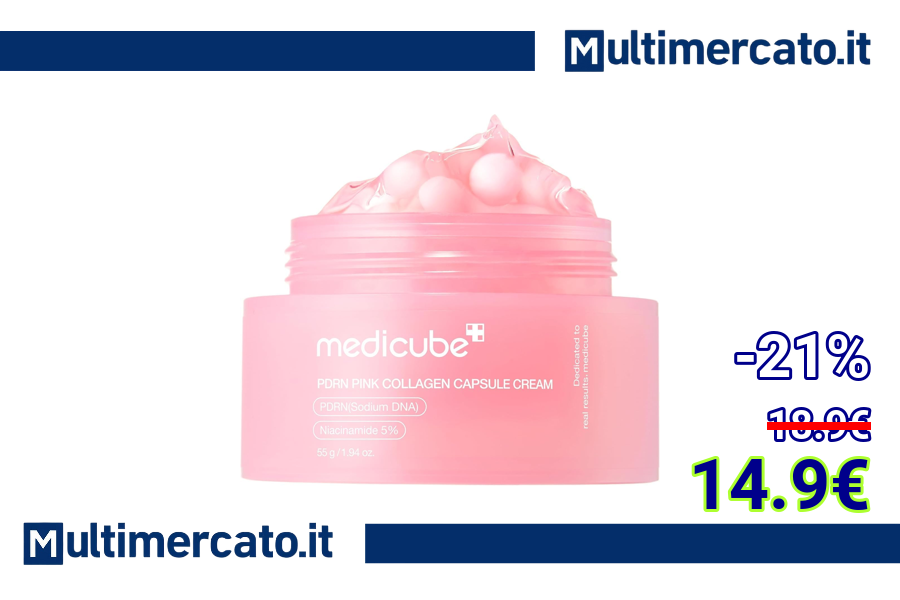 Multimercato.it
medicube
PDRN PINK COLLAGEN CAPSULE CREAM
PDRN(Sodium DNA)
Niacinamide 5%
55 g / 1.94 oz.
Dedicated to
real results, medicube
-21%
18.9€
14.9€
Multimercato.it